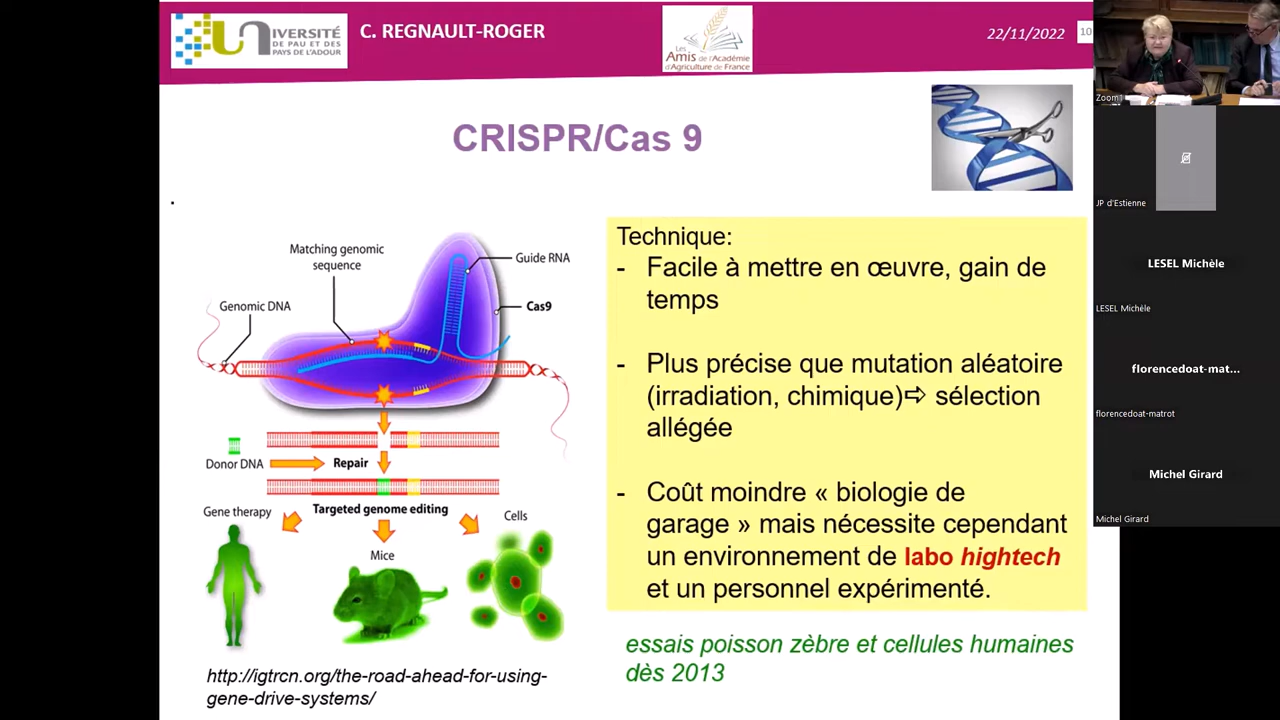 UNIVERSITÉ
DE PAU ET DES
PAYS DE L'ADOUR
C. REGNAULT-ROGER
Les
Amis de l'Académie
d'Agriculture de France
22/11/2022
10
CRISPR/Cas 9
.
Matching genomic
sequence
Guide RNA
Genomic DNA
Cas9
Donor DNA
Repair
Gene therapy
Targeted genome editing
Cells
Mice
http://igtrcn.org/the-road-ahead-for-using-
gene-drive-systems/
Technique:
- Facile à mettre en œuvre, gain de
temps
- Plus précise que mutation aléatoire
(irradiation, chimique)⇨ sélection
allégée
- Coût moindre « biologie de
garage » mais nécessite cependant
un environnement de labo hightech
et un personnel expérimenté.
essais poisson zèbre et cellules humaines
dès 2013
Zoom1
JP d'Estienne
LESEL Michèle
LESEL Michèle
florencedoat-mat...
florencedoat-matrot
Michel Girard
Michel Girard